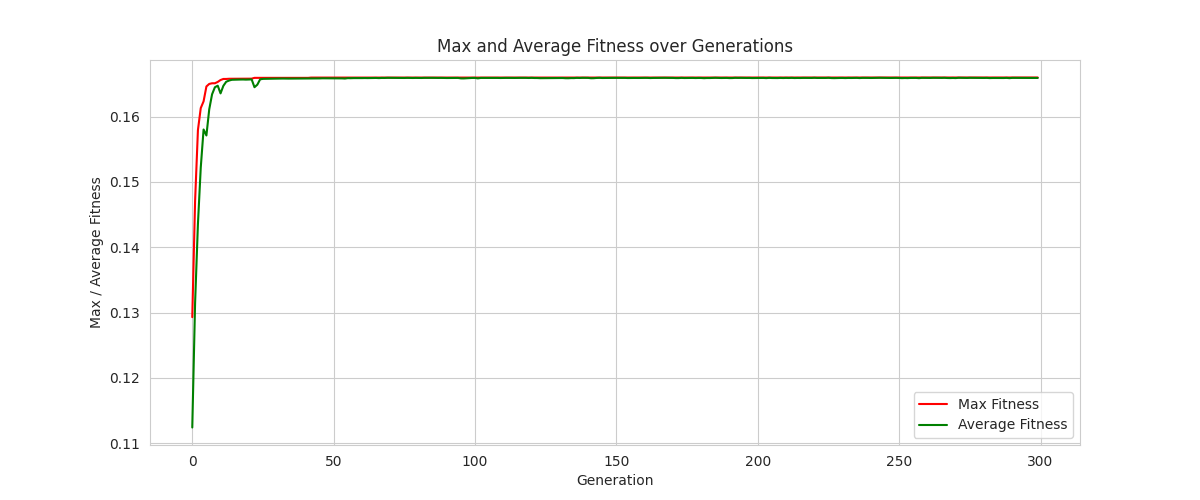 Max and Average Fitness over Generations
Max / Average Fitness
0.16
0.15
0.14
0.13
0.12
0.11
0
50
100
150
200
250
300
Generation
Max Fitness
Average Fitness